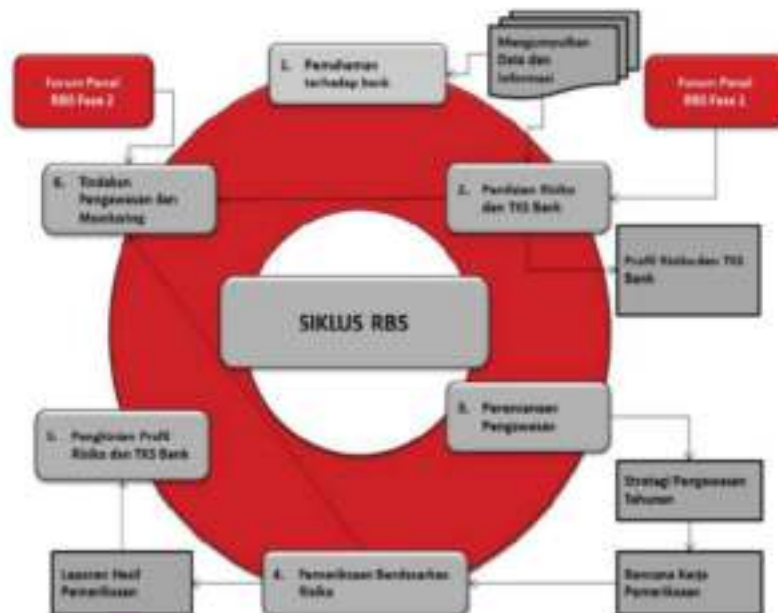 1. Pemahaman
terhadap bank
Mengumpulkan
Data dan
Informasi
Forum Panel
RBS Fase 2
Forum Panel
RBS Fase 1
6. Tindakan
Pengawasan dan
Monitoring
2. Penilaian Risiko
dan TKS Bank
Profil Risiko dan TKS
Bank
SIKLUS RBS
3. Perencanaan
Pengawasan
5. Pengkinian Profil
Risiko dan TKS Bank
Strategi Pengawasan
Tahunan
Laporan Hasil
Pemeriksaan
4. Pemeriksaan Berdasarkan
Risiko
Rencana Kerja
Pemeriksaan